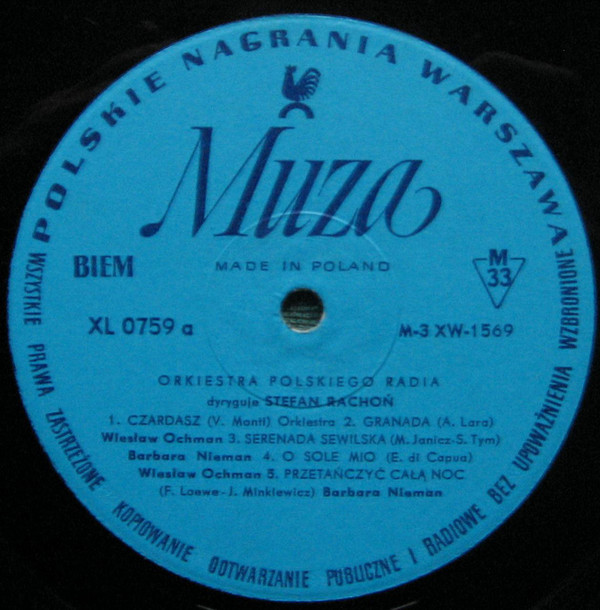 POLSKIE NAGRANIA WARSZAWA
Muza
BIEM
MADE IN POLAND
M
33
XL 0759 a
M-3 XW-1569
ORKIESTRA POLSKIEGO RADIA
dyryguje STEFAN RACHOŃ
1. CZARDASZ (V. Monti) Orkiestra 2. GRANADA (A. Lara)
Wiesław Ochman 3. SERENADA SEWILSKA (M. Janicz-S. Tym)
Barbara Nieman 4. O SOLE MIO (E. di Capua)
Wiesław Ochman 5. PRZETAŃCZYĆ CAŁĄ NOC
(F. Loewe-J. Minkiewicz) Barbara Nieman
WSZYSTKIE PRAWA ZASTRZEŻONE KOPIOWANIE ODTWARZANIE PUBLICZNE I RADIOWE BEZ UPOWAŻNIENIA WZBRONIONE